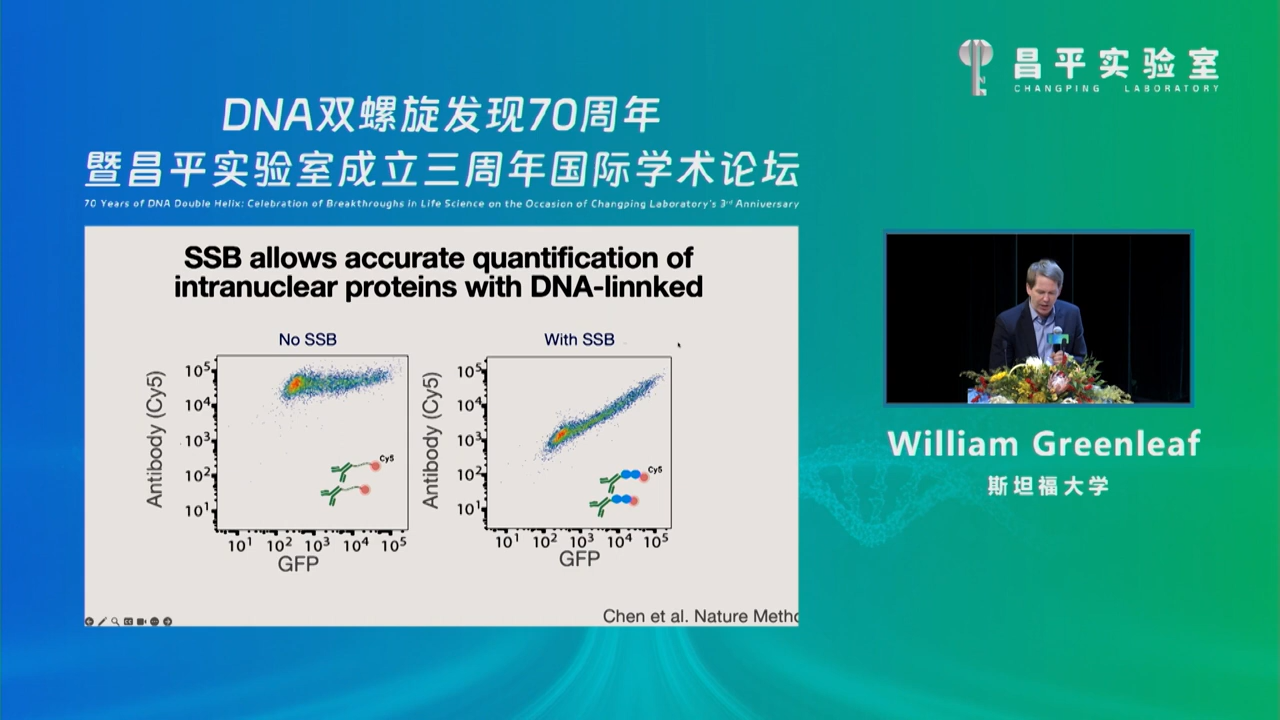 昌平实验室
CHANGPING LABORATORY
DNA双螺旋发现70周年
暨昌平实验室成立三周年国际学术论坛
70 Years of DNA Double Helix: Celebration of Breakthroughs in Life Science on the Occasion of Changping Laboratory's 3rd Anniversary
SSB allows accurate quantification of
intranuclear proteins with DNA-linnked
No SSB
With SSB
Antibody (Cy5)
10⁵
10⁴
10³
10²
10¹
Cy5
10¹ 10² 10³ 10⁴ 10⁵
GFP
Antibody (Cy5)
10⁵
10⁴
10³
10²
10¹
Cy5
10¹ 10² 10³ 10⁴ 10⁵
GFP
Chen et al. Nature Metho
William Greenleaf
斯坦福大学